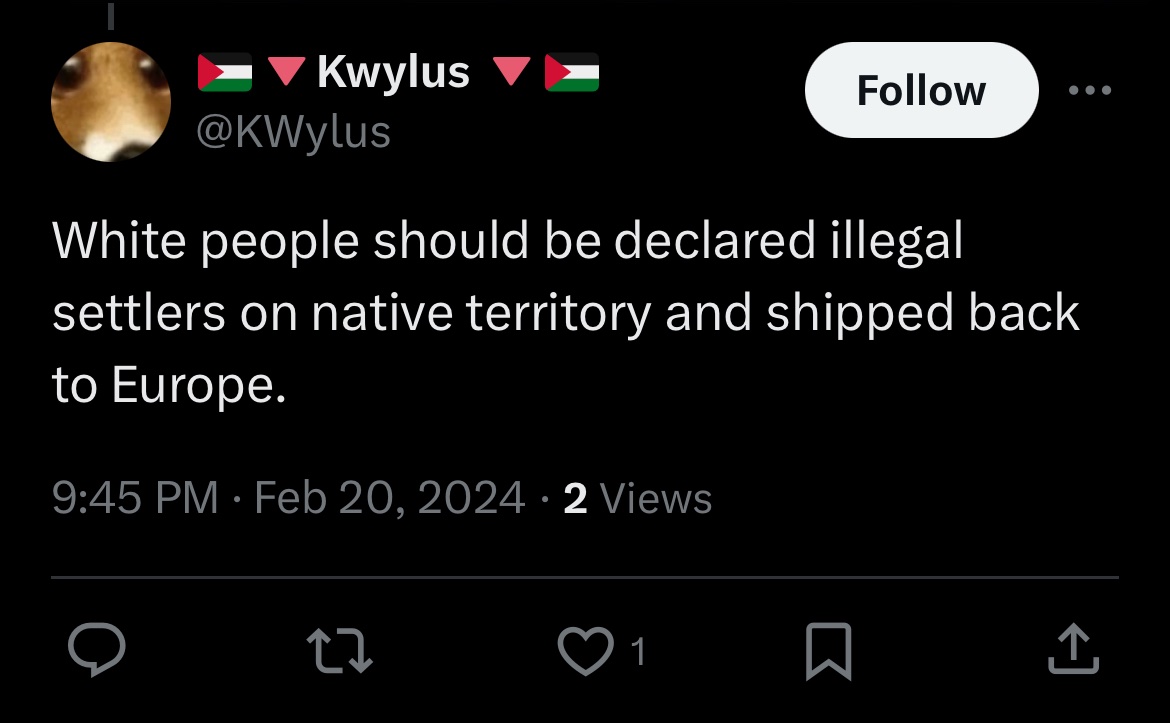 🇵🇸🔻Kwylus 🔻🇵🇸
Follow
@KWylus
White people should be declared illegal
settlers on native territory and shipped back
to Europe.
9:45 PM · Feb 20, 2024 · 2 Views
1